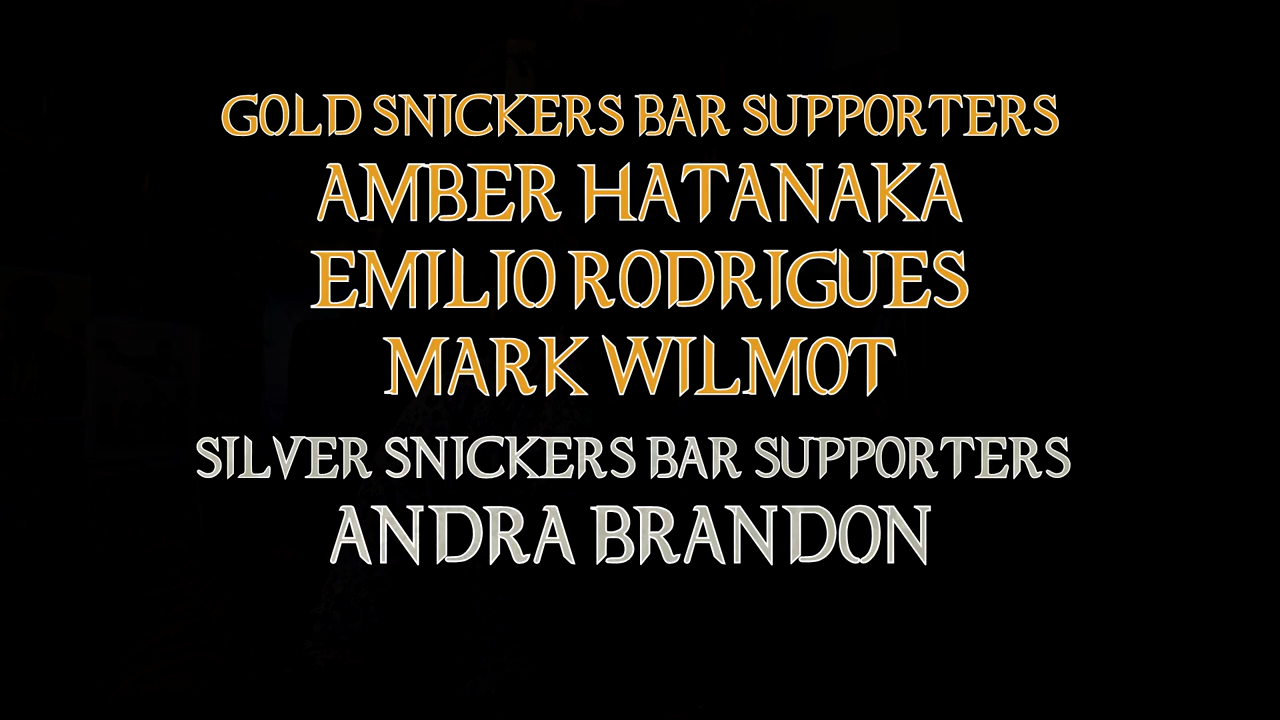 GOLD SNICKERS BAR SUPPORTERS
AMBER HATANAKA
EMILIO RODRIGUES
MARK WILMOT
SILVER SNICKERS BAR SUPPORTERS
ANDRA BRANDON